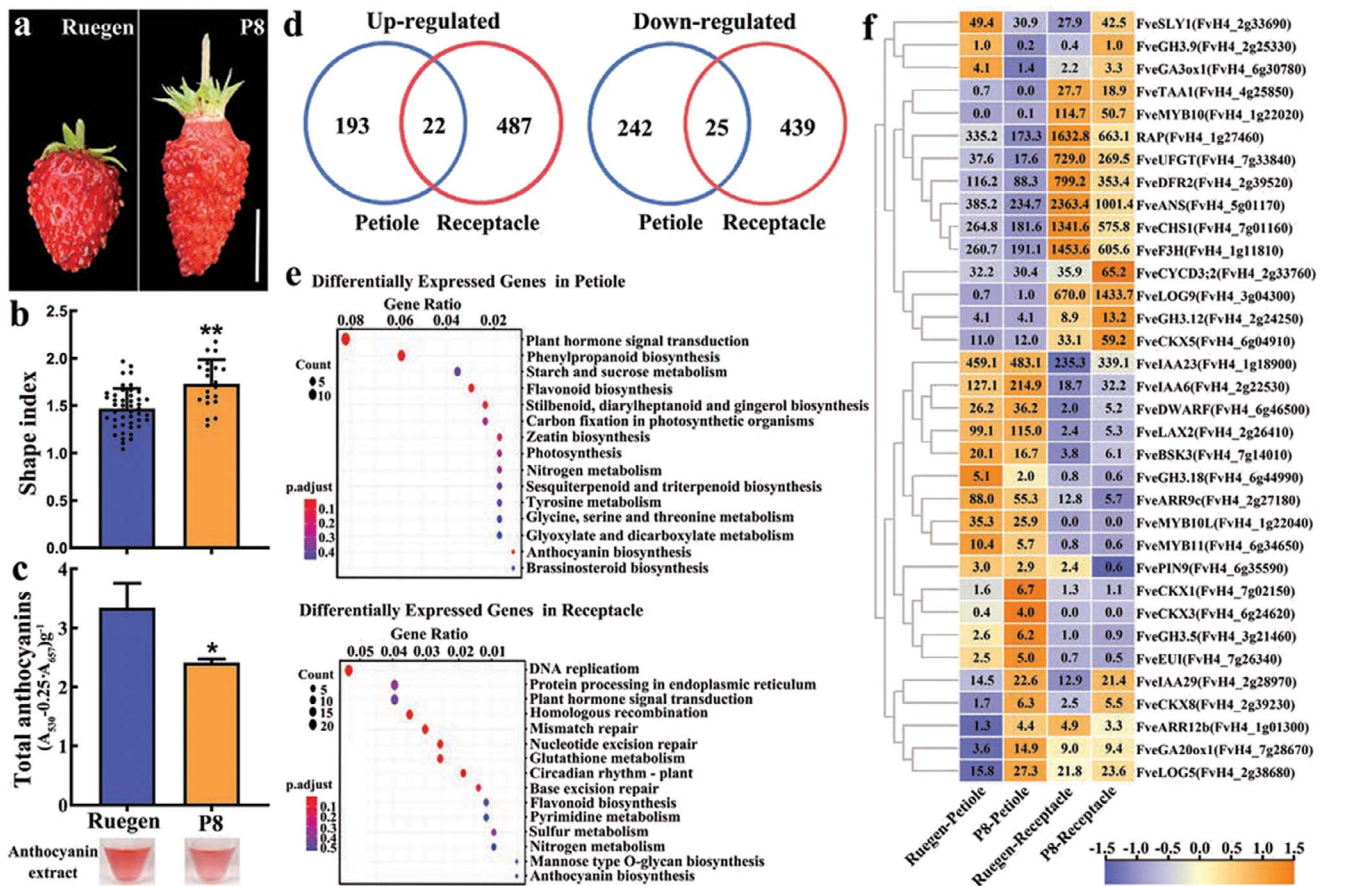 a
Ruegen
P8
b
Shape index
2.5
2.0
1.5
1.0
0.5
0.0
**
c
Total anthocyanins
(A530-0.25*A657)g-1
4
3
2
1
0
*
Ruegen
P8
Anthocyanin
extract
d
Up-regulated
193
22
487
Petiole
Receptacle
Down-regulated
242
25
439
Petiole
Receptacle
e
Differentially Expressed Genes in Petiole
Gene Ratio
0.08 0.06 0.04 0.02
Count
5
10
p.adjust
0.1
0.2
0.3
0.4
Plant hormone signal transduction
Phenylpropanoid biosynthesis
Starch and sucrose metabolism
Flavonoid biosynthesis
Stilbenoid, diarylheptanoid and gingerol biosynthesis
Carbon fixation in photosynthetic organisms
Zeatin biosynthesis
Photosynthesis
Nitrogen metabolism
Sesquiterpenoid and triterpenoid biosynthesis
Tyrosine metabolism
Glycine, serine and threonine metabolism
Glyoxylate and dicarboxylate metabolism
Anthocyanin biosynthesis
Brassinosteroid biosynthesis
Differentially Expressed Genes in Receptacle
Gene Ratio
0.05 0.04 0.03 0.02 0.01
Count
5
10
15
20
p.adjust
0.1
0.2
0.3
0.4
0.5
DNA replicatiom
Protein processing in endoplasmic reticulum
Plant hormone signal transduction
Homologous recombination
Mismatch repair
Nucleotide excision repair
Glutathione metabolism
Circadian rhythm - plant
Base excision repair
Flavonoid biosynthesis
Pyrimidine metabolism
Sulfur metabolism
Nitrogen metabolism
Mannose type O-glycan biosynthesis
Anthocyanin biosynthesis
f
49.4 30.9 27.9 42.5 FveSLY1(FvH4_2g33690)
1.0 0.2 0.4 1.0 FveGH3.9(FvH4_2g25330)
4.1 1.4 2.2 3.3 FveGA3ox1(FvH4_6g30780)
0.7 0.0 27.7 18.9 FveTAA1(FvH4_4g25850)
0.0 0.1 114.7 50.7 FveMYB10(FvH4_1g22020)
335.2 173.3 1632.8 663.1 RAP(FvH4_1g27460)
37.6 17.6 729.0 269.5 FveUFGT(FvH4_7g33840)
116.2 88.3 799.2 353.4 FveDFR2(FvH4_2g39520)
385.2 234.7 2363.4 1001.4 FveANS(FvH4_5g01170)
264.8 181.6 1341.6 575.8 FveCHS1(FvH4_7g01160)
260.7 191.1 1453.6 605.6 FveF3H(FvH4_1g11810)
32.2 30.4 35.9 65.2 FveCYCD3;2(FvH4_2g33760)
0.7 1.0 670.0 1433.7 FveLOG9(FvH4_3g04300)
4.1 4.1 8.9 13.2 FveGH3.12(FvH4_2g24250)
11.0 12.0 33.1 59.2 FveCKX5(FvH4_6g04910)
459.1 483.1 235.3 339.1 FveIAA23(FvH4_1g18900)
127.1 214.9 18.7 32.2 FveIAA6(FvH4_2g22530)
26.2 36.2 2.0 5.2 FveDWARF(FvH4_6g46500)
99.1 115.0 2.4 5.3 FveLAX2(FvH4_2g26410)
20.1 16.7 3.8 6.1 FveBSK3(FvH4_7g14010)
5.1 2.0 0.8 0.6 FveGH3.18(FvH4_6g44990)
88.0 55.3 12.8 5.7 FveARR9c(FvH4_2g27180)
35.3 25.9 0.0 0.0 FveMYB10L(FvH4_1g22040)
10.4 5.7 0.8 0.6 FveMYB11(FvH4_6g34650)
3.0 2.9 2.4 0.6 FvePIN9(FvH4_6g35590)
1.6 6.7 1.3 1.1 FveCKX1(FvH4_7g02150)
0.4 4.0 0.0 0.0 FveCKX3(FvH4_6g24620)
2.6 6.2 1.0 0.9 FveGH3.5(FvH4_3g21460)
2.5 5.0 0.7 0.5 FveEUI(FvH4_7g26340)
14.5 22.6 12.9 21.4 FveIAA29(FvH4_2g28970)
1.7 6.3 2.5 5.5 FveCKX8(FvH4_2g39230)
1.3 4.4 4.9 3.3 FveARR12b(FvH4_1g01300)
3.6 14.9 9.0 9.4 FveGA20ox1(FvH4_7g28670)
15.8 27.3 21.8 23.6 FveLOG5(FvH4_2g38680)
Ruegen-Petiole
P8-Petiole
Ruegen-Receptacle
P8-Receptacle
-1.5 -1.0 -0.5 0.0 0.5 1.0 1.5